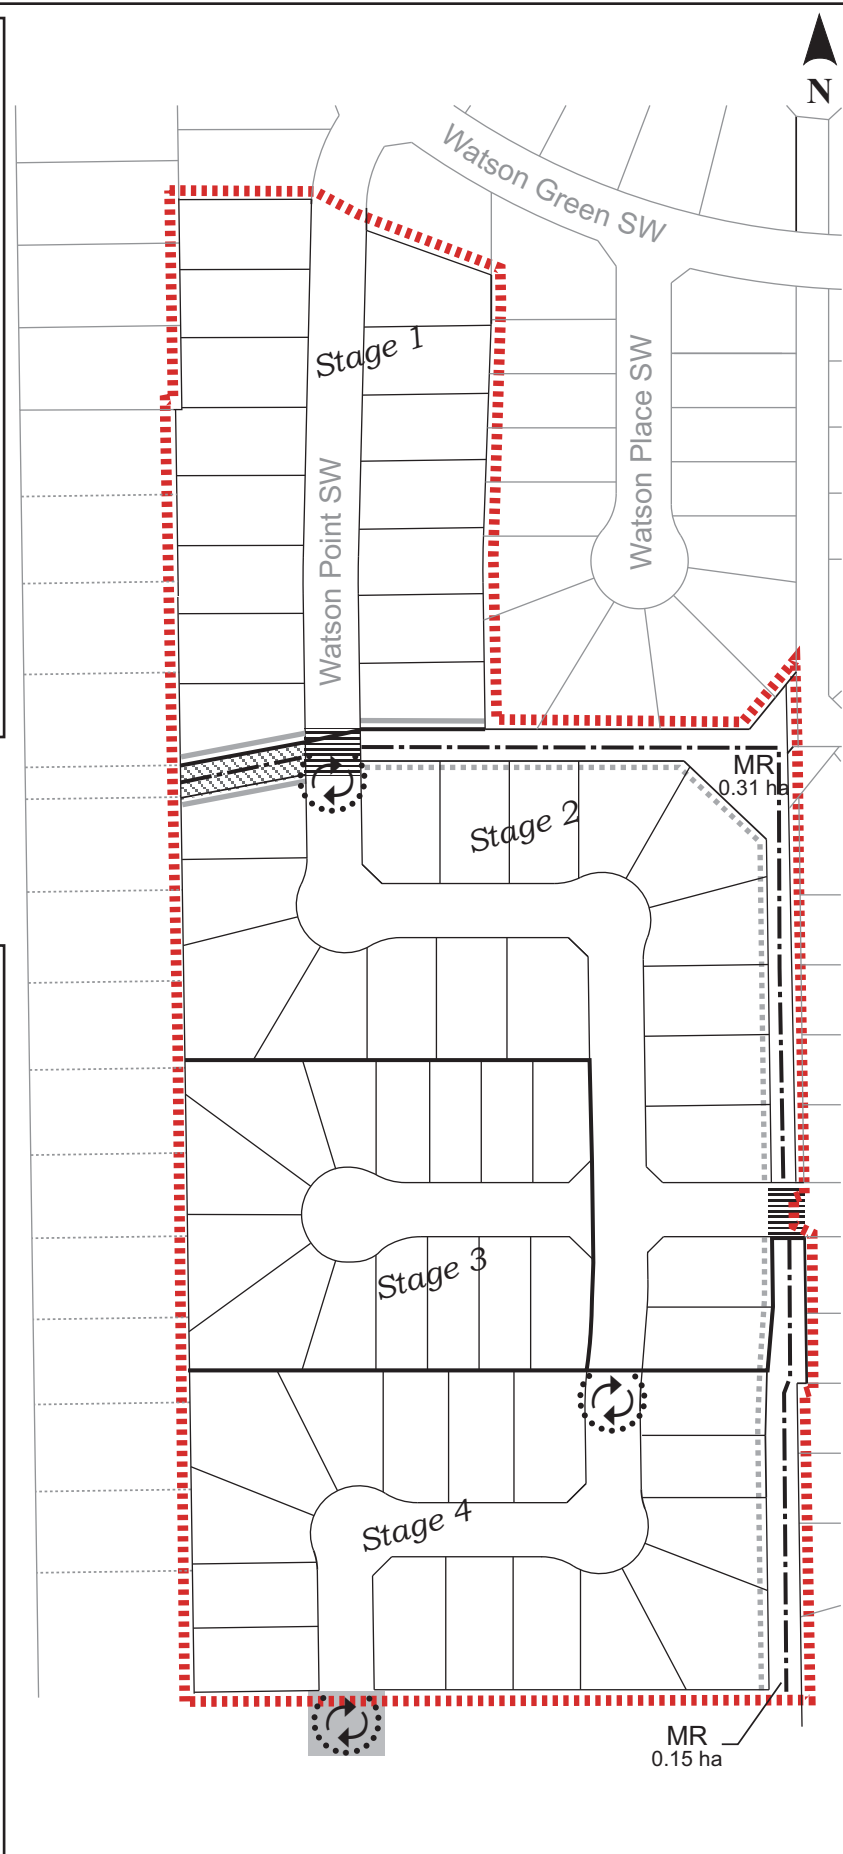 N
Watson Green SW
Stage 1
Watson Place SW
Watson Point SW
MR
0.31 ha
Stage 2
Stage 3
Stage 4
MR
0.15 ha